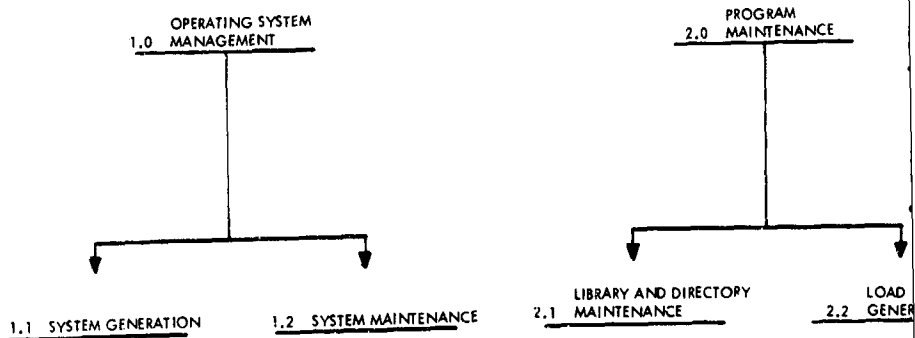 OPERATING SYSTEM
1.0 MANAGEMENT
PROGRAM
2.0 MAINTENANCE
1.1 SYSTEM GENERATION
1.2 SYSTEM MAINTENANCE
LIBRARY AND DIRECTORY
2.1 MAINTENANCE
LOAD
2.2 GENER